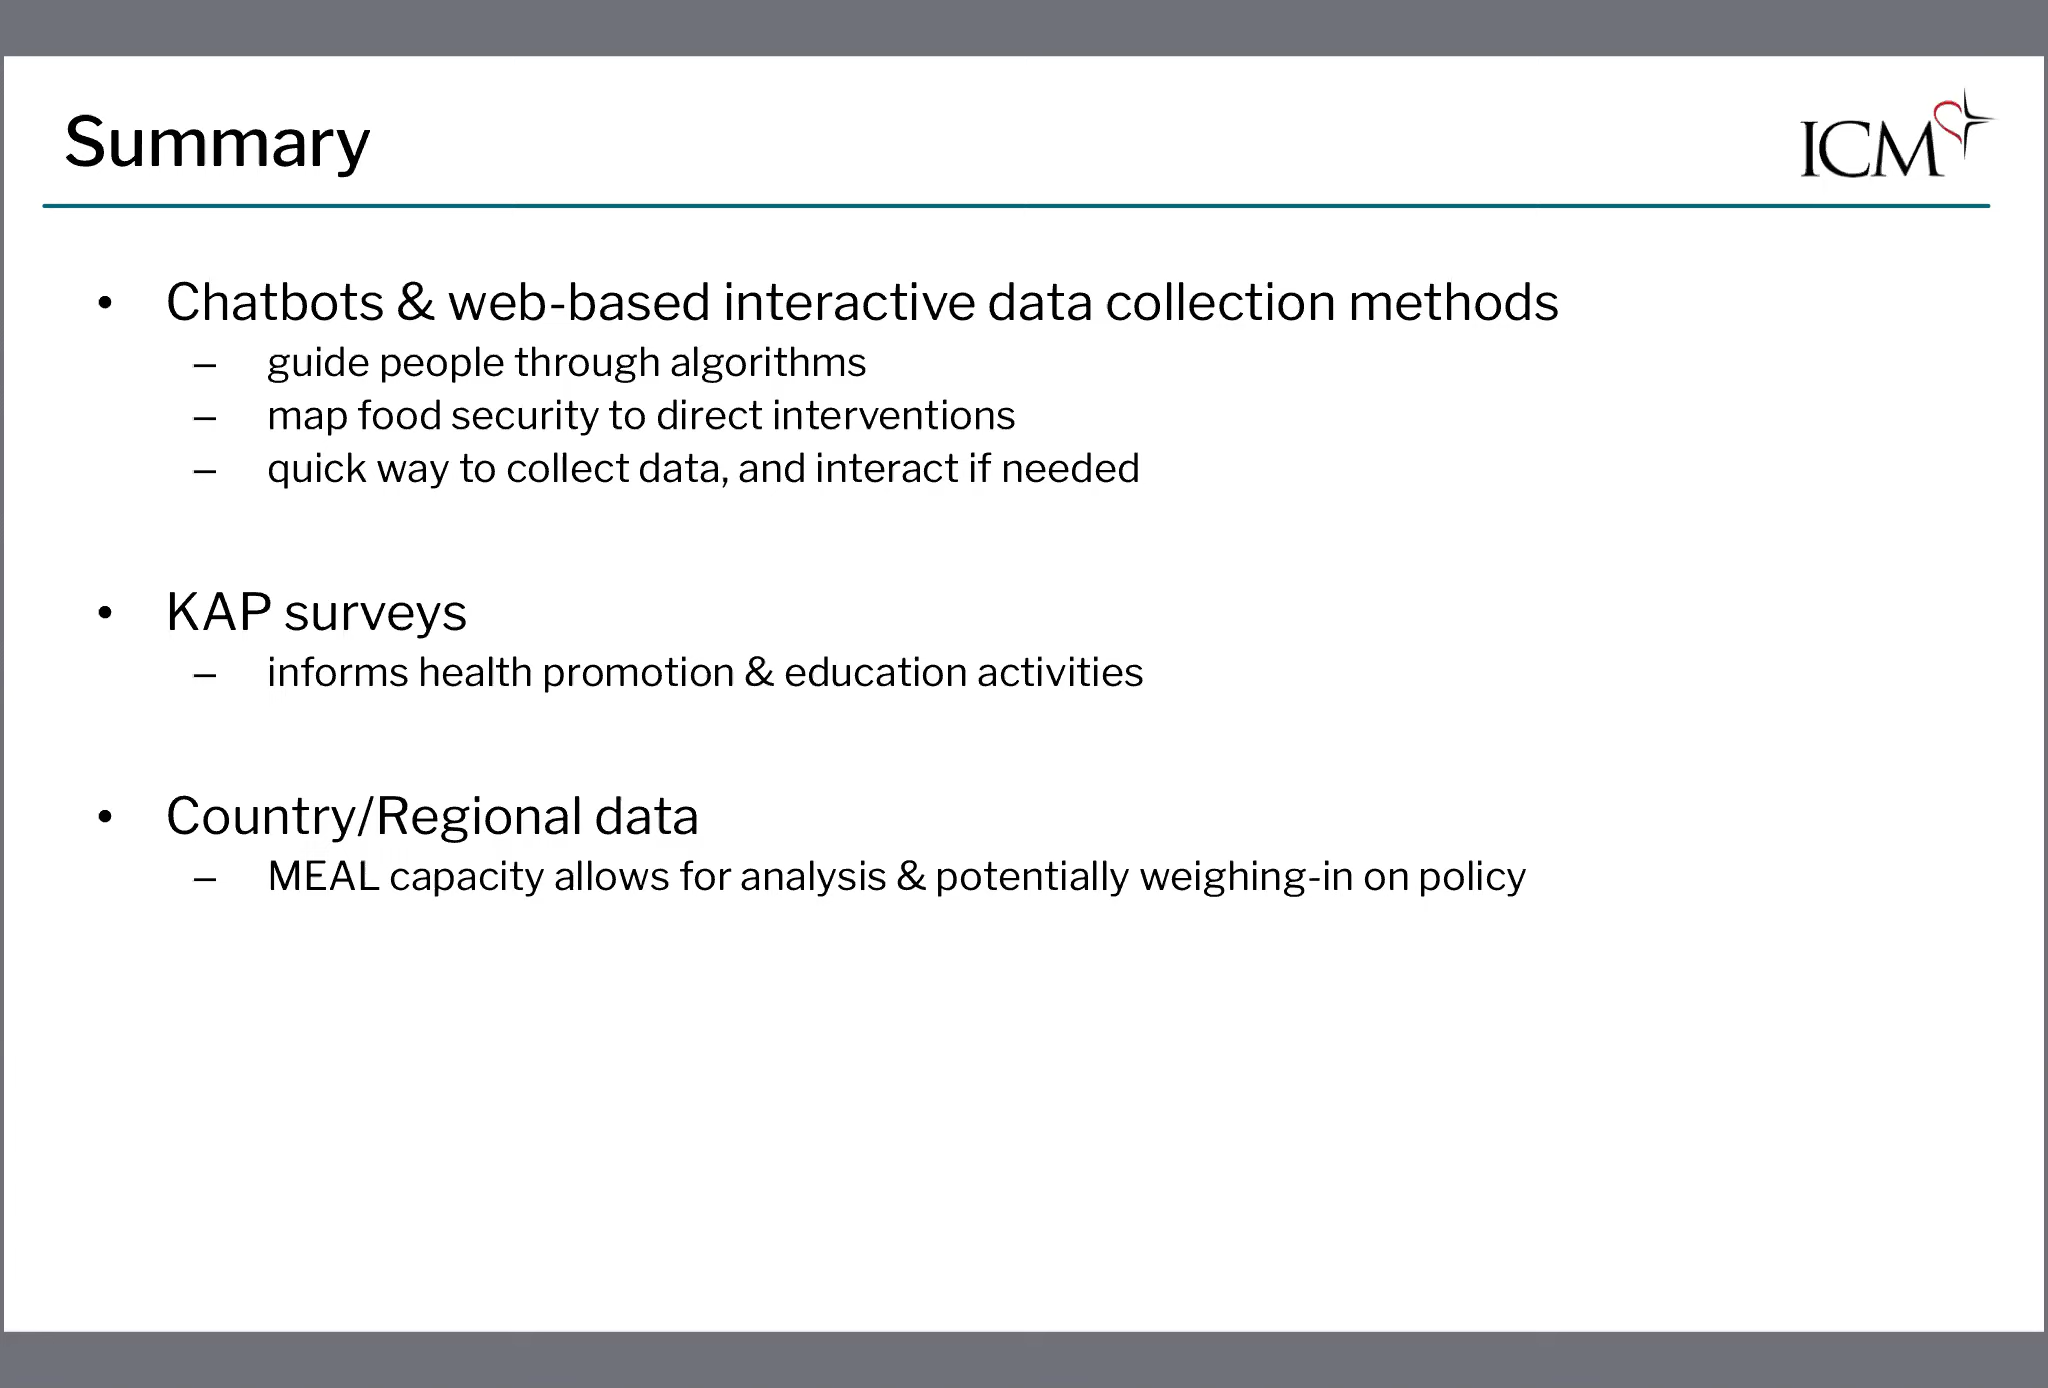 Summary
ICM
• Chatbots & web-based interactive data collection methods
– guide people through algorithms
– map food security to direct interventions
– quick way to collect data, and interact if needed
• KAP surveys
– informs health promotion & education activities
• Country/Regional data
– MEAL capacity allows for analysis & potentially weighing-in on policy